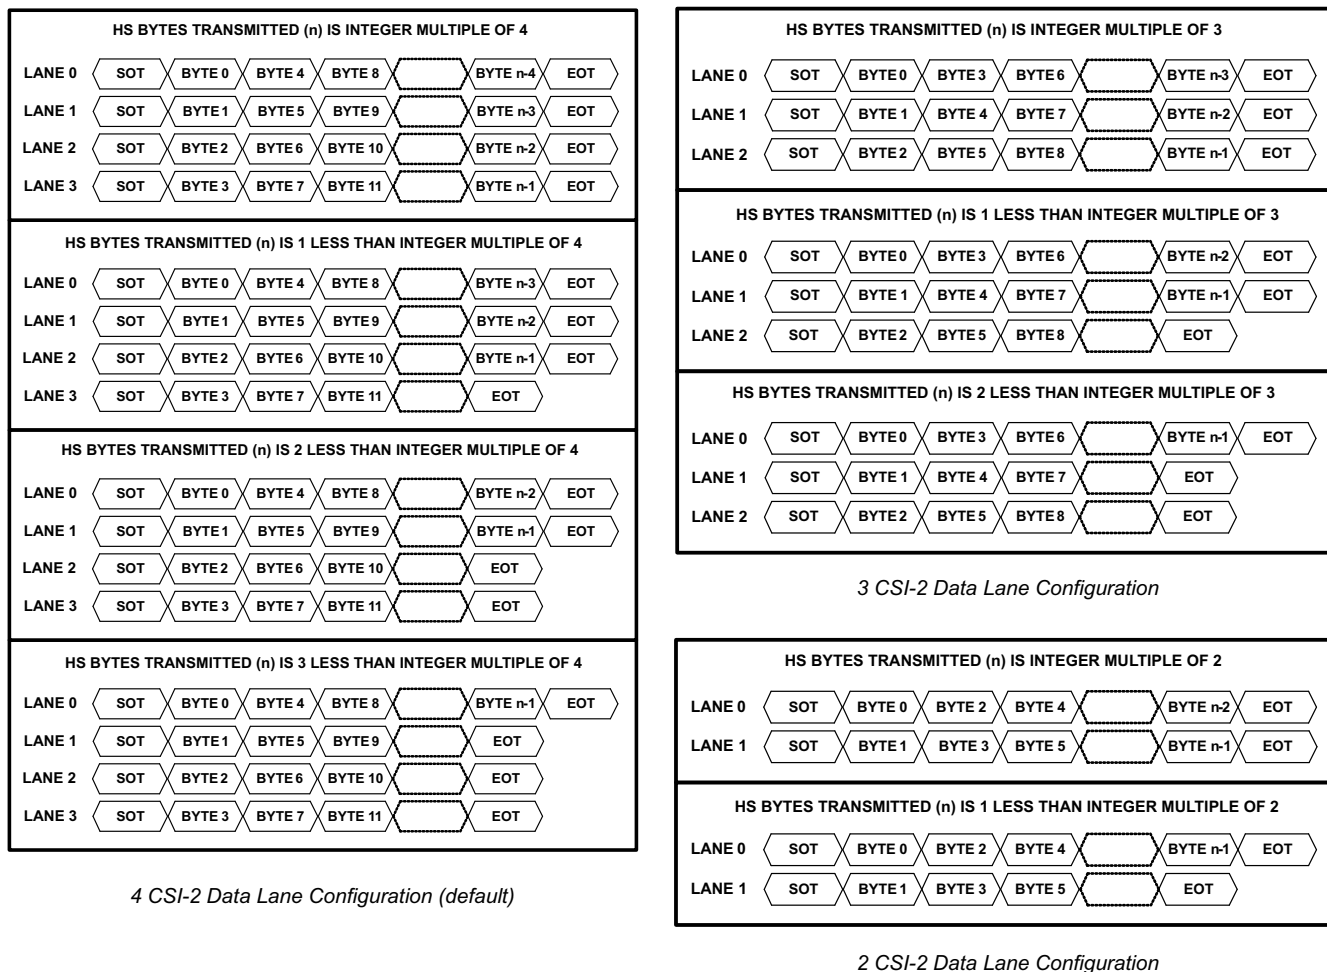 HS BYTES TRANSMITTED (n) IS INTEGER MULTIPLE OF 4
LANE 0 SOT BYTE 0 BYTE 4 BYTE 8 BYTE n-4 EOT
LANE 1 SOT BYTE 1 BYTE 5 BYTE 9 BYTE n-3 EOT
LANE 2 SOT BYTE 2 BYTE 6 BYTE 10 BYTE n-2 EOT
LANE 3 SOT BYTE 3 BYTE 7 BYTE 11 BYTE n-1 EOT
HS BYTES TRANSMITTED (n) IS 1 LESS THAN INTEGER MULTIPLE OF 4
LANE 0 SOT BYTE 0 BYTE 4 BYTE 8 BYTE n-3 EOT
LANE 1 SOT BYTE 1 BYTE 5 BYTE 9 BYTE n-2 EOT
LANE 2 SOT BYTE 2 BYTE 6 BYTE 10 BYTE n-1 EOT
LANE 3 SOT BYTE 3 BYTE 7 BYTE 11 EOT
HS BYTES TRANSMITTED (n) IS 2 LESS THAN INTEGER MULTIPLE OF 4
LANE 0 SOT BYTE 0 BYTE 4 BYTE 8 BYTE n-2 EOT
LANE 1 SOT BYTE 1 BYTE 5 BYTE 9 BYTE n-1 EOT
LANE 2 SOT BYTE 2 BYTE 6 BYTE 10 EOT
LANE 3 SOT BYTE 3 BYTE 7 BYTE 11 EOT
HS BYTES TRANSMITTED (n) IS 3 LESS THAN INTEGER MULTIPLE OF 4
LANE 0 SOT BYTE 0 BYTE 4 BYTE 8 BYTE n-1 EOT
LANE 1 SOT BYTE 1 BYTE 5 BYTE 9 EOT
LANE 2 SOT BYTE 2 BYTE 6 BYTE 10 EOT
LANE 3 SOT BYTE 3 BYTE 7 BYTE 11 EOT
4 CSI-2 Data Lane Configuration (default)
HS BYTES TRANSMITTED (n) IS INTEGER MULTIPLE OF 3
LANE 0 SOT BYTE 0 BYTE 3 BYTE 6 BYTE n-3 EOT
LANE 1 SOT BYTE 1 BYTE 4 BYTE 7 BYTE n-2 EOT
LANE 2 SOT BYTE 2 BYTE 5 BYTE 8 BYTE n-1 EOT
HS BYTES TRANSMITTED (n) IS 1 LESS THAN INTEGER MULTIPLE OF 3
LANE 0 SOT BYTE 0 BYTE 3 BYTE 6 BYTE n-2 EOT
LANE 1 SOT BYTE 1 BYTE 4 BYTE 7 BYTE n-1 EOT
LANE 2 SOT BYTE 2 BYTE 5 BYTE 8 EOT
HS BYTES TRANSMITTED (n) IS 2 LESS THAN INTEGER MULTIPLE OF 3
LANE 0 SOT BYTE 0 BYTE 3 BYTE 6 BYTE n-1 EOT
LANE 1 SOT BYTE 1 BYTE 4 BYTE 7 EOT
LANE 2 SOT BYTE 2 BYTE 5 BYTE 8 EOT
3 CSI-2 Data Lane Configuration
HS BYTES TRANSMITTED (n) IS INTEGER MULTIPLE OF 2
LANE 0 SOT BYTE 0 BYTE 2 BYTE 4 BYTE n-2 EOT
LANE 1 SOT BYTE 1 BYTE 3 BYTE 5 BYTE n-1 EOT
HS BYTES TRANSMITTED (n) IS 1 LESS THAN INTEGER MULTIPLE OF 2
LANE 0 SOT BYTE 0 BYTE 2 BYTE 4 BYTE n-1 EOT
LANE 1 SOT BYTE 1 BYTE 3 BYTE 5 EOT
2 CSI-2 Data Lane Configuration